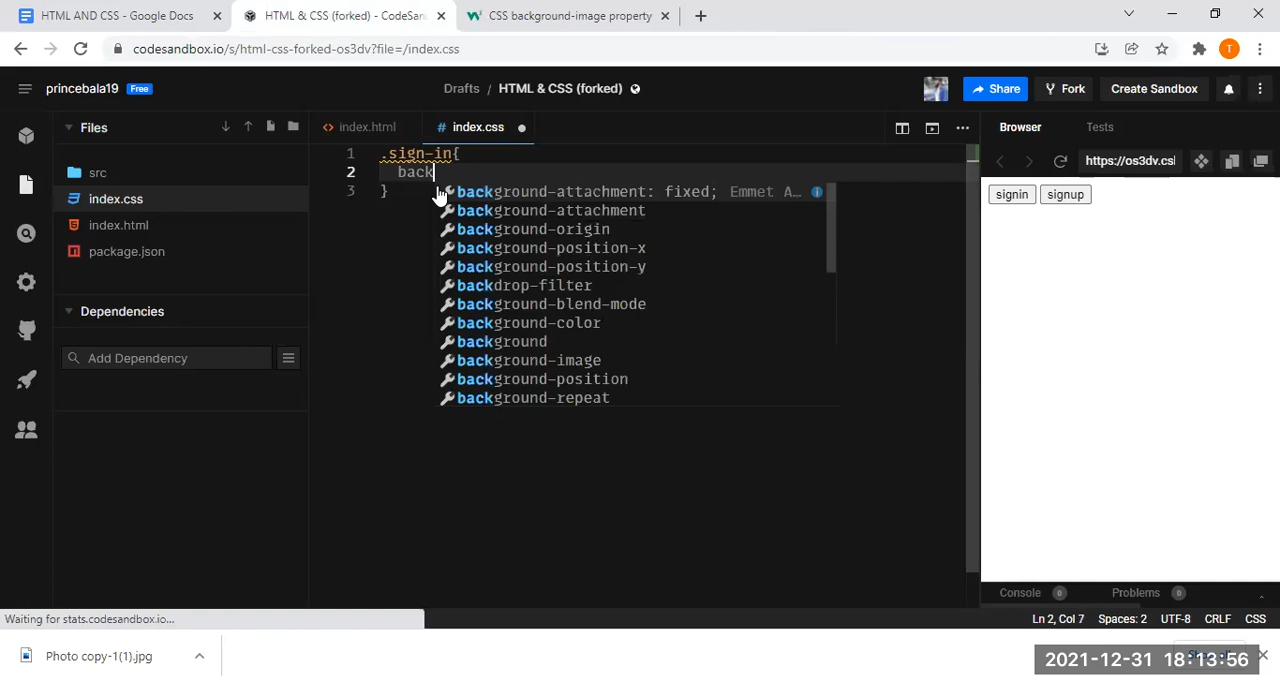 HTML AND CSS - Google Docs
HTML & CSS (forked) - CodeSan
CSS background-image property
codesandbox.io/s/html-css-forked-os3dv?file=/index.css
T
princebala19 Free
Drafts / HTML & CSS (forked)
Share
Fork
Create Sandbox
Files
index.html
index.css
Browser
Tests
https://os3dv.csl
src
index.css
index.html
package.json
Dependencies
Add Dependency
1 .sign-in{
2 back
3 }
background-attachment: fixed; Emmet A...
background-attachment
background-origin
background-position-x
background-position-y
backdrop-filter
background-blend-mode
background-color
background
background-image
background-position
background-repeat
signin signup
Console 0 Problems 0
Waiting for stats.codesandbox.io...
Ln 2, Col 7 Spaces: 2 UTF-8 CRLF CSS
Photo copy-1(1).jpg
2021-12-31 18:13:56